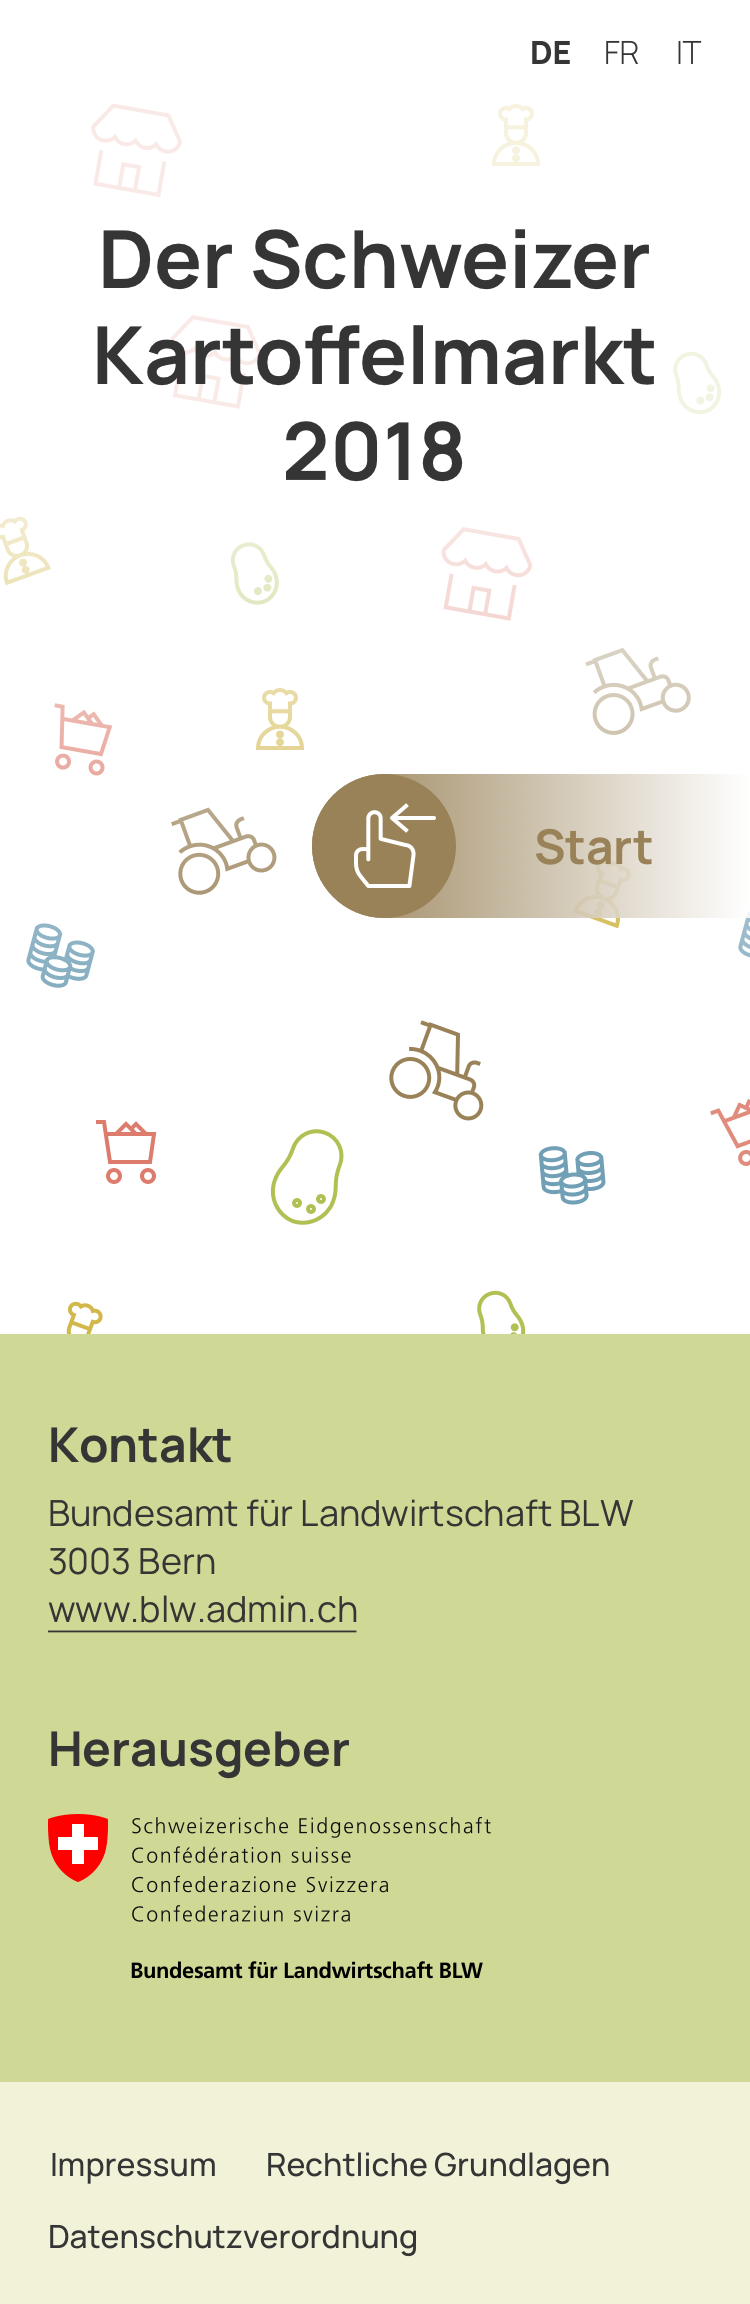 DE FR IT
Der Schweizer
Kartoffelmarkt
2018
Start
Kontakt
Bundesamt für Landwirtschaft BLW
3003 Bern
www.blw.admin.ch
Herausgeber
Schweizerische Eidgenossenschaft
Confédération suisse
Confederazione Svizzera
Confederaziun svizra
Bundesamt für Landwirtschaft BLW
Impressum Rechtliche Grundlagen
Datenschutzverordnung